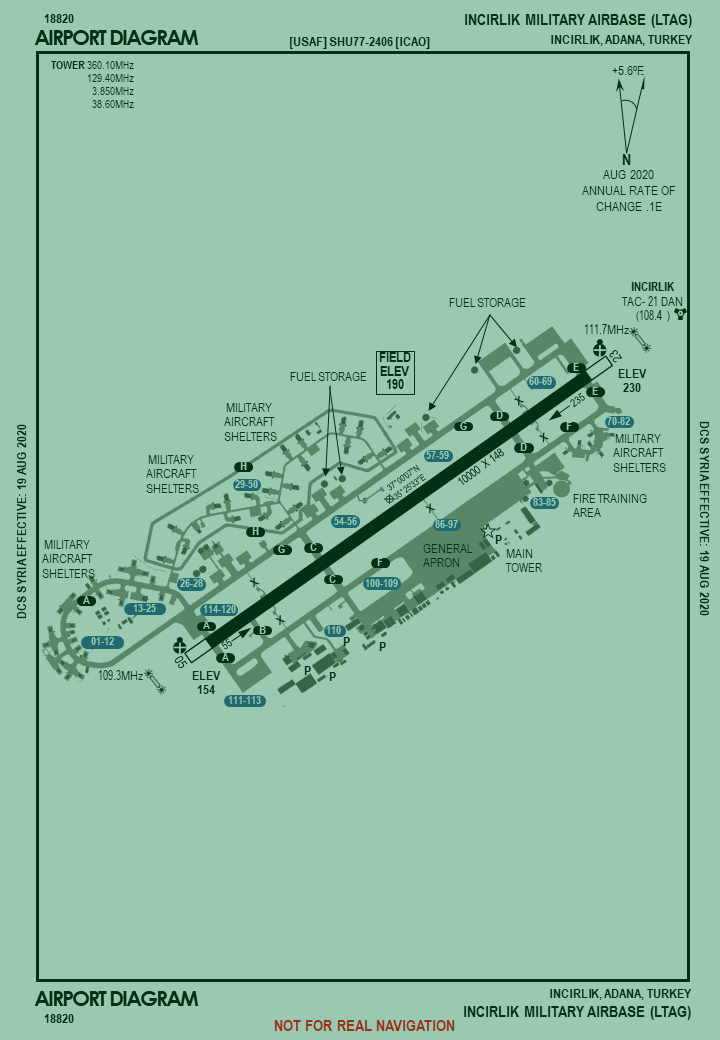 18820
AIRPORT DIAGRAM
[USAF] SHU77-2406 [ICAO]
INCIRLIK MILITARY AIRBASE (LTAG)
INCIRLIK, ADANA, TURKEY
TOWER 360.10MHz
129.40MHz
3.850MHz
38.60MHz
+5.6ºE
N
AUG 2020
ANNUAL RATE OF
CHANGE .1E
INCIRLIK
TAC- 21 DAN
(108.4 )
111.7MHz
23
ELEV
230
FUEL STORAGE
FIELD
ELEV
190
FUEL STORAGE
E
60-69
E
235
D
70-82
F
G
D
MILITARY
AIRCRAFT
SHELTERS
MILITARY
AIRCRAFT
SHELTERS
57-59
10000 X 148
H
29-50
MILITARY
AIRCRAFT
SHELTERS
37°00'07"N
35°25'33"E
83-85
FIRE TRAINING
AREA
54-56
86-97
H
P
G
C
GENERAL
APRON
MAIN
TOWER
F
MILITARY
AIRCRAFT
SHELTERS
26-28
C
100-109
A
13-25
114-120
A
B
110
01-12
55
P
P
05
A
P
109.3MHz
ELEV
154
111-113
DCS SYRIA EFFECTIVE: 19 AUG 2020
DCS SYRIA EFFECTIVE: 19 AUG 2020
AIRPORT DIAGRAM
18820
INCIRLIK, ADANA, TURKEY
INCIRLIK MILITARY AIRBASE (LTAG)
NOT FOR REAL NAVIGATION